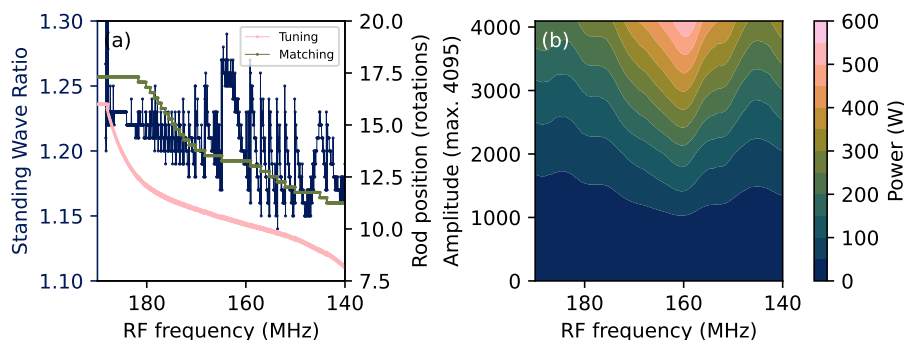 a)
Tuning
Matching
1.30
1.25
1.20
1.15
1.10
Standing Wave Ratio
20.0
17.5
15.0
12.5
10.0
7.5
Rod position (rotations)
180
160
140
RF frequency (MHz)
(b)
4000
3000
2000
1000
0
Amplitude (max. 4095)
180
160
140
RF frequency (MHz)
600
500
400
300
200
100
0
Power (W)